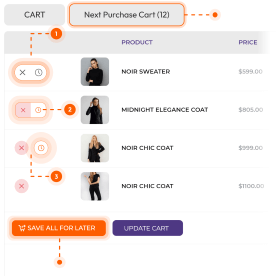 CART
Next Purchase Cart (12)
1
PRODUCT
PRICE
NOIR SWEATER
$599.00
2
MIDNIGHT ELEGANCE COAT
$805.00
NOIR CHIC COAT
$999.00
3
NOIR CHIC COAT
$1100.00
SAVE ALL FOR LATER
UPDATE CART